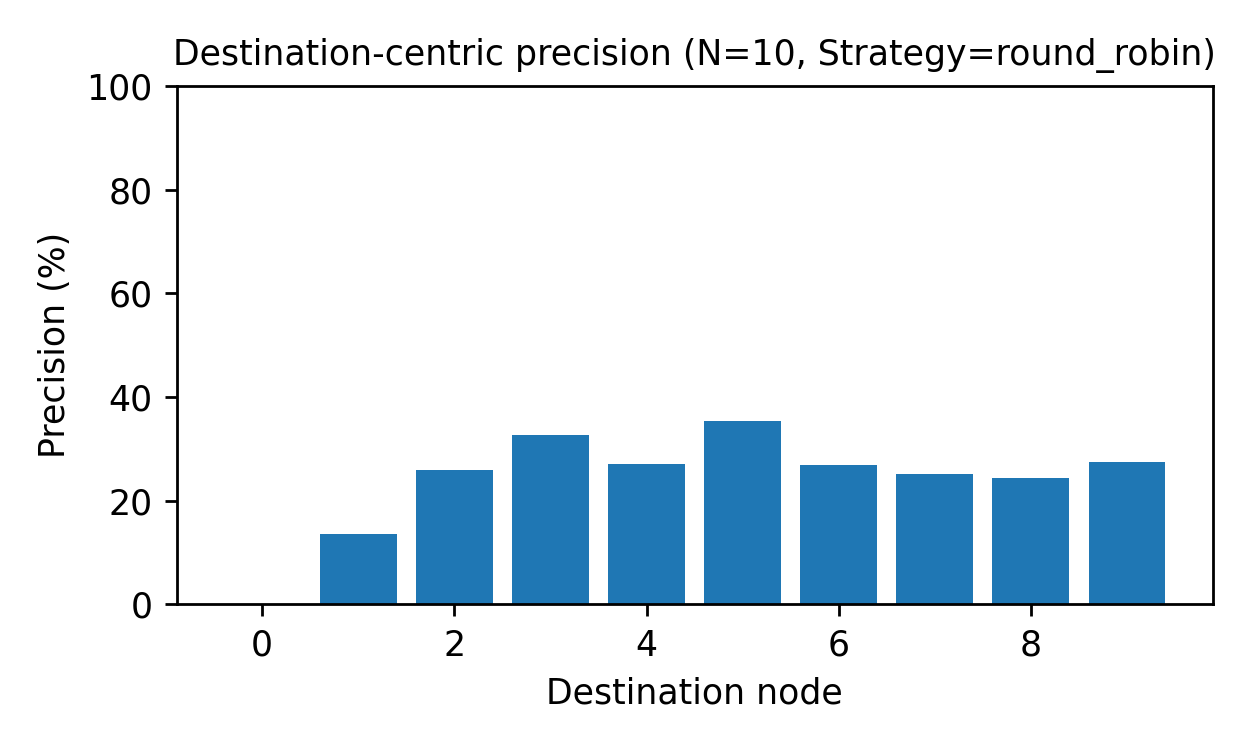 Destination-centric precision (N=10, Strategy=round_robin)
100
80
60
40
20
0
Precision (%)
0 2 4 6 8
Destination node